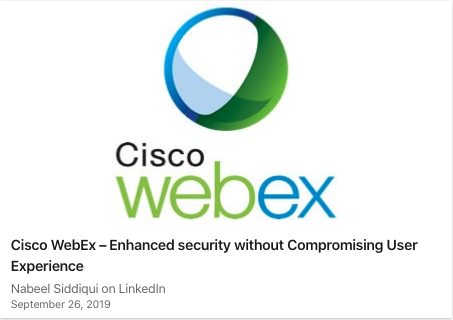 Cisco
webex
Cisco WebEx – Enhanced security without Compromising User
Experience
Nabeel Siddiqui on LinkedIn
September 26, 2019